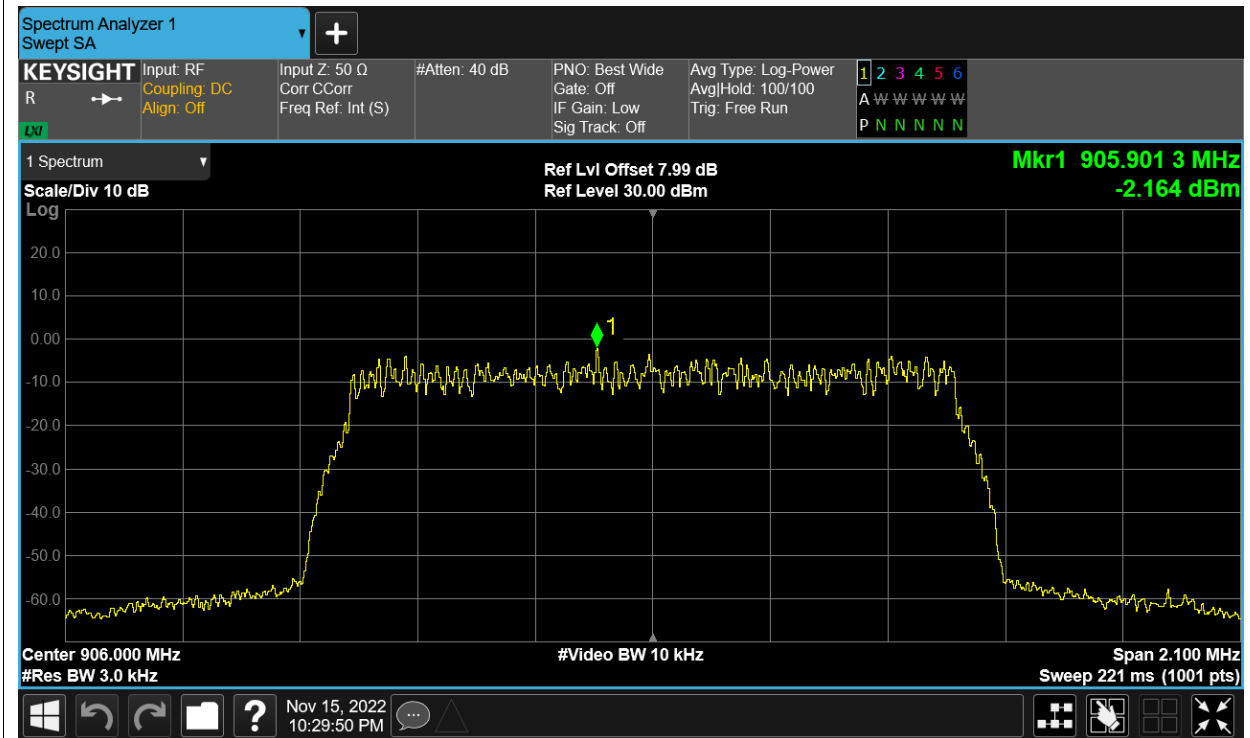 Spectrum Analyzer 1
Swept SA
KEYSIGHT
R
LXI
Input: RF
Coupling: DC
Align: Off
Input Z: 50 Ω
Corr CCorr
Freq Ref: Int (S)
#Atten: 40 dB
PNO: Best Wide
Gate: Off
IF Gain: Low
Sig Track: Off
Avg Type: Log-Power
Avg|Hold: 100/100
Trig: Free Run
1 2 3 4 5 6
A W W W W W
P N N N N N
1 Spectrum
Scale/Div 10 dB
Log
Ref Lvl Offset 7.99 dB
Ref Level 30.00 dBm
Mkr1 905.901 3 MHz
-2.164 dBm
20.0
10.0
0.00
-10.0
-20.0
-30.0
-40.0
-50.0
-60.0
1
Center 906.000 MHz
#Res BW 3.0 kHz
#Video BW 10 kHz
Span 2.100 MHz
Sweep 221 ms (1001 pts)
?
Nov 15, 2022
10:29:50 PM